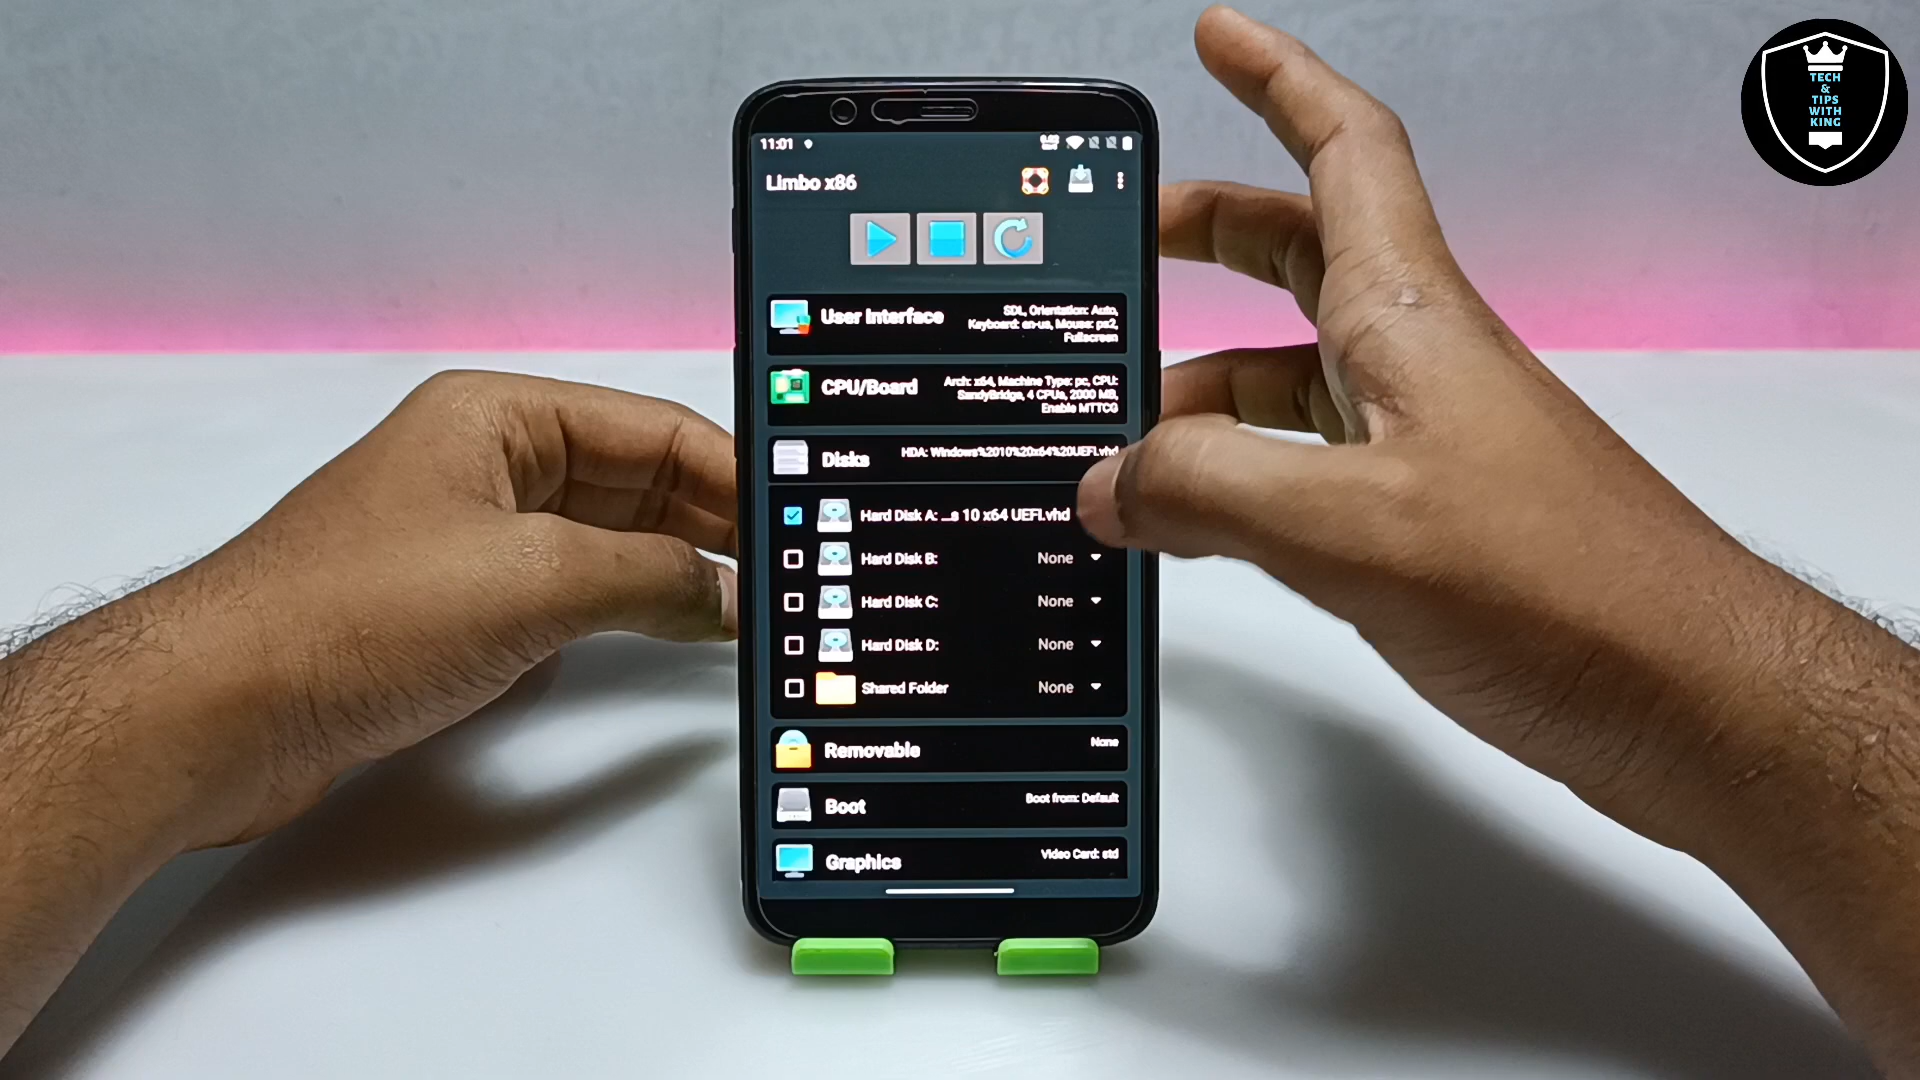 TECH
&
TIPS
WITH
KING
11:01
Limbo x86
User Interface
SDL, Orientation: Auto,
Keyboard: en-us, Mouse: ps2,
Fullscreen
CPU/Board
Arch: x64, Machine Type: pc, CPU:
SandyBridge, 4 CPUs, 2000 MB,
Enable MTTCG
Disks
HDA: Windows%2010%20x64%20UEFI.vhd
Hard Disk A: ...s 10 x64 UEFI.vhd
Hard Disk B: None
Hard Disk C: None
Hard Disk D: None
Shared Folder None
Removable
None
Boot
Boot from: Default
Graphics
Video Card: std